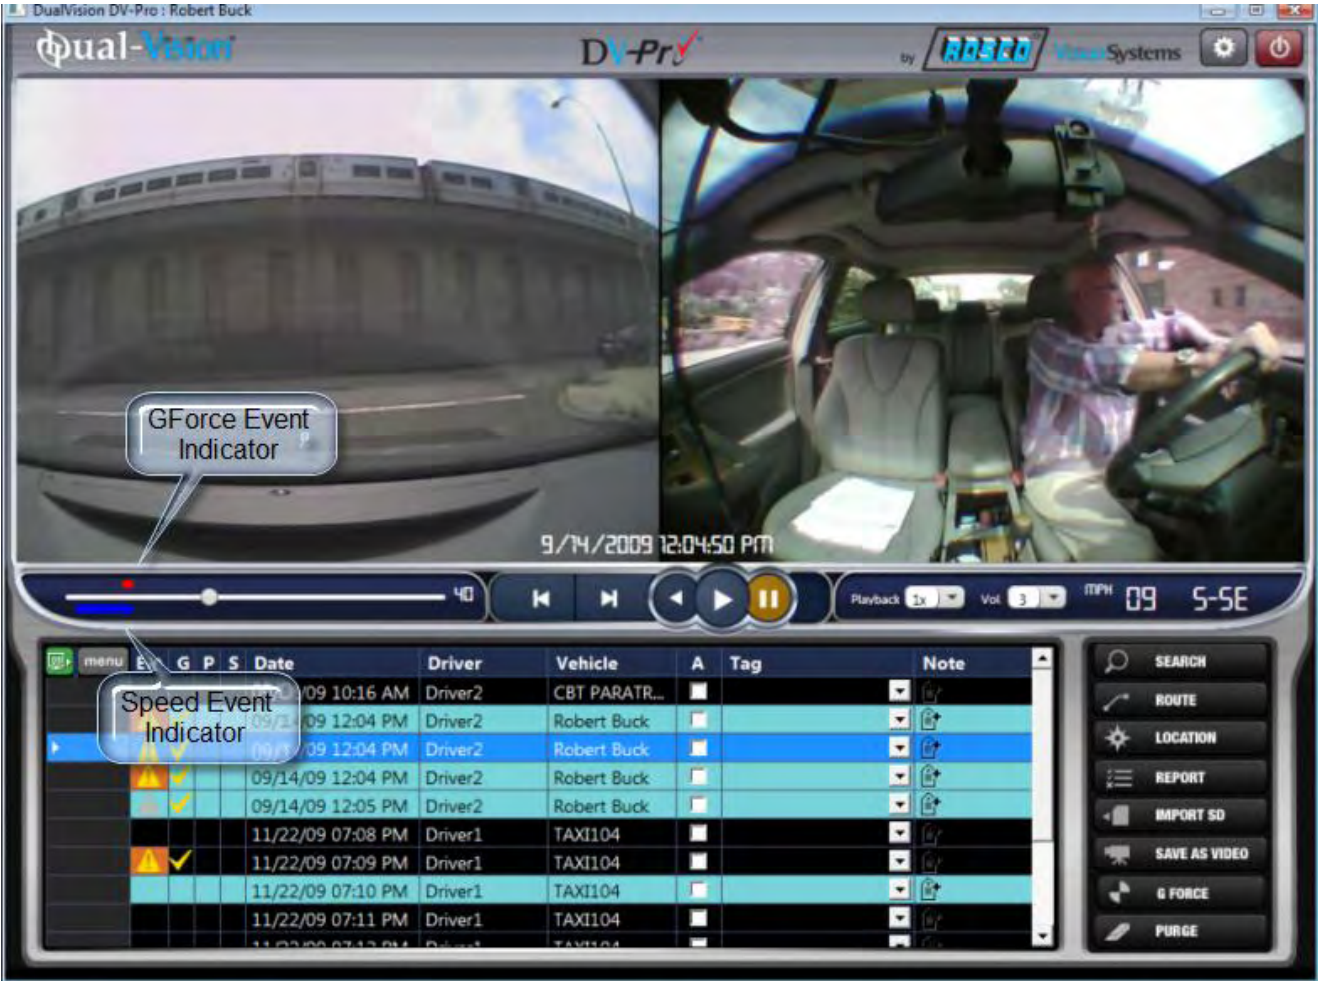 DualVision DV-Pro : Robert Buck
Dual-Vision
DV-Pro
by ROSCO Vision Systems
GForce Event
Indicator
9/14/2009 12:04:50 PM
40
Playback 1x Vol 3 MPH 09 S-SE
menu G P S Date Driver Vehicle A Tag Note
/09 10:16 AM Driver2 CBT PARATR...
Speed Event
Indicator
09/14/09 12:04 PM Driver2 Robert Buck
09/14/09 12:04 PM Driver2 Robert Buck
09/14/09 12:04 PM Driver2 Robert Buck
09/14/09 12:05 PM Driver2 Robert Buck
11/22/09 07:08 PM Driver1 TAXI104
11/22/09 07:09 PM Driver1 TAXI104
11/22/09 07:10 PM Driver1 TAXI104
11/22/09 07:11 PM Driver1 TAXI104
SEARCH
ROUTE
LOCATION
REPORT
IMPORT SD
SAVE AS VIDEO
G FORCE
PURGE